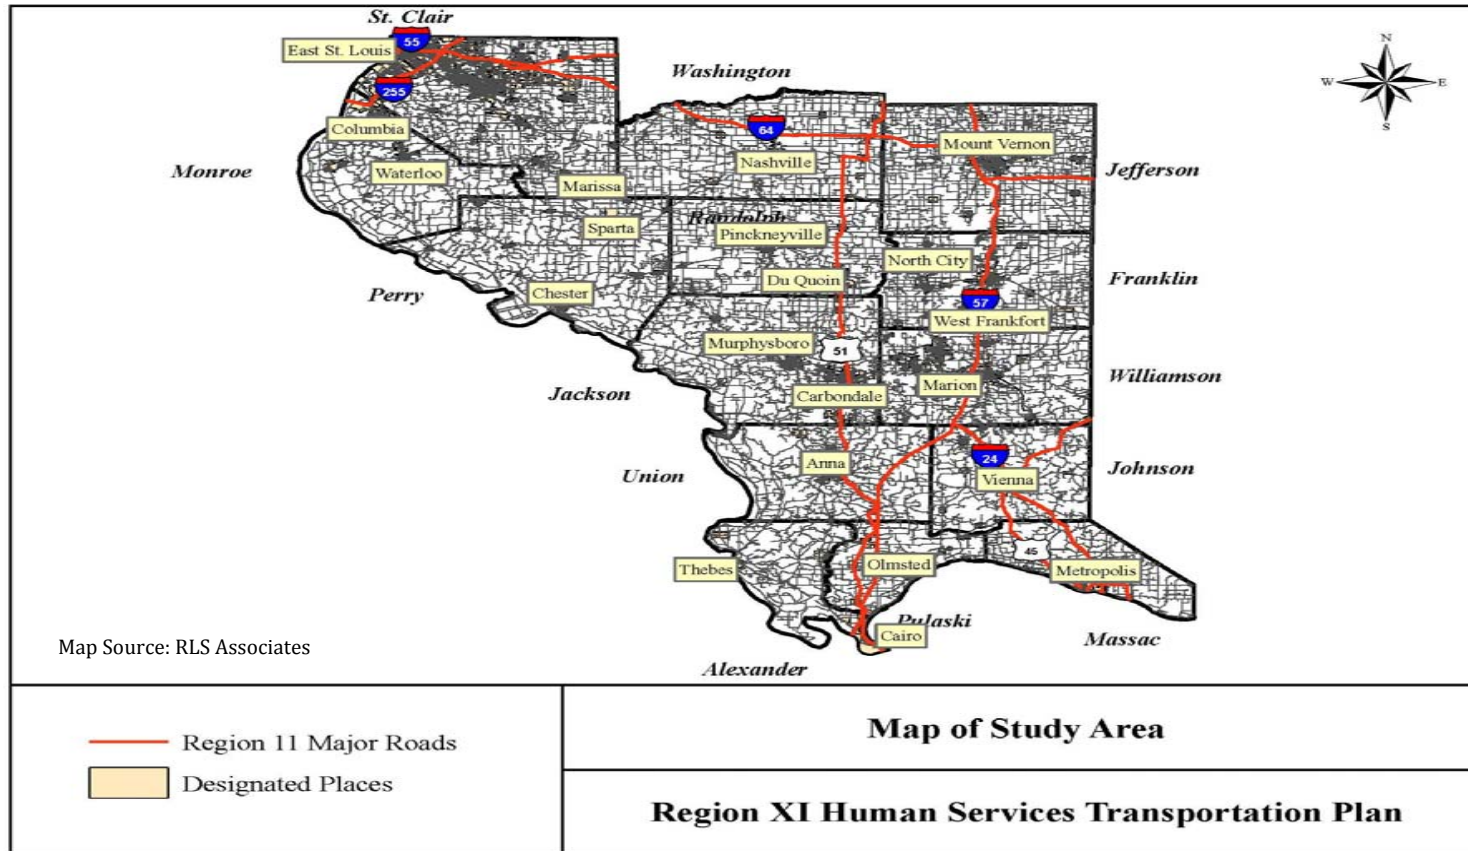 St. Clair
55
East St. Louis
N
W
E
S
Washington
255
Columbia
64
Mount Vernon
Monroe
Waterloo
Nashville
Jefferson
Marissa
Randolph
Sparta
Pinckneyville
North City
Franklin
Du Quoin
Perry
Chester
57
West Frankfort
Murphysboro
51
Williamson
Jackson
Carbondale
Marion
Anna
24
Johnson
Union
Vienna
45
Thebes
Olmsted
Metropolis
Pulaski
Cairo
Massac
Map Source: RLS Associates
Alexander
Region 11 Major Roads
Designated Places
Map of Study Area
Region XI Human Services Transportation Plan